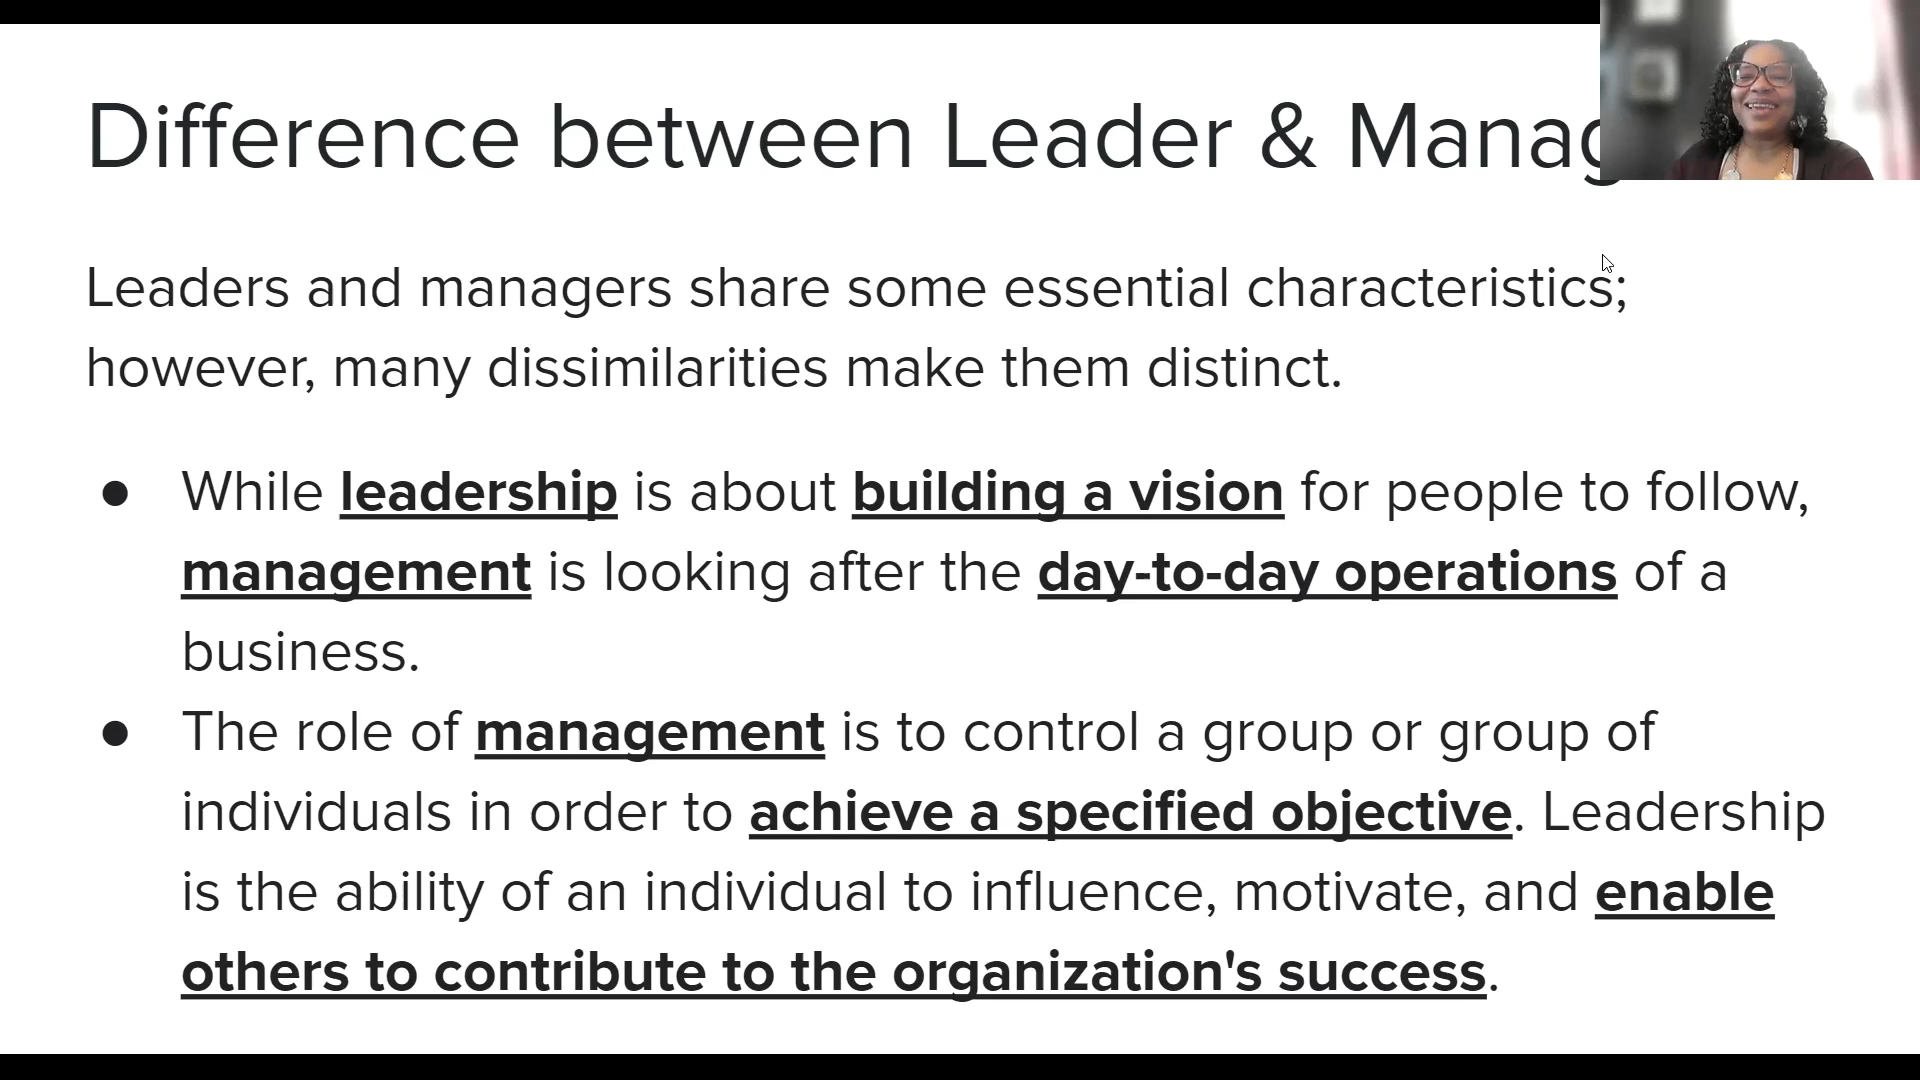 Difference between Leader & Manag
Leaders and managers share some essential characteristics;
however, many dissimilarities make them distinct.
● While leadership is about building a vision for people to follow,
management is looking after the day-to-day operations of a
business.
● The role of management is to control a group or group of
individuals in order to achieve a specified objective. Leadership
is the ability of an individual to influence, motivate, and enable
others to contribute to the organization's success.